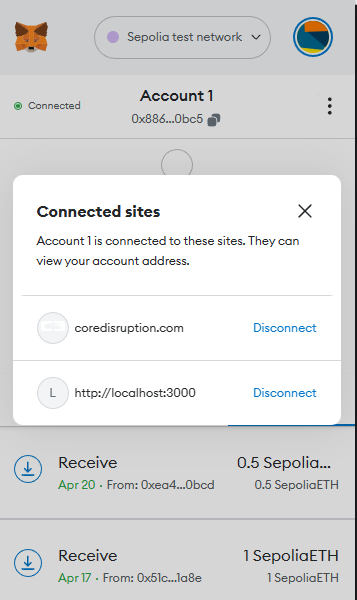 Sepolia test network
Connected
Account 1
0x886...0bc5
Connected sites
Account 1 is connected to these sites. They can
view your account address.
coredisruption.com Disconnect
L http://localhost:3000 Disconnect
Receive 0.5 Sepolia...
Apr 20 · From: 0xea4...0bcd 0.5 SepoliaETH
Receive 1 SepoliaETH
Apr 17 · From: 0x51c...1a8e 1 SepoliaETH